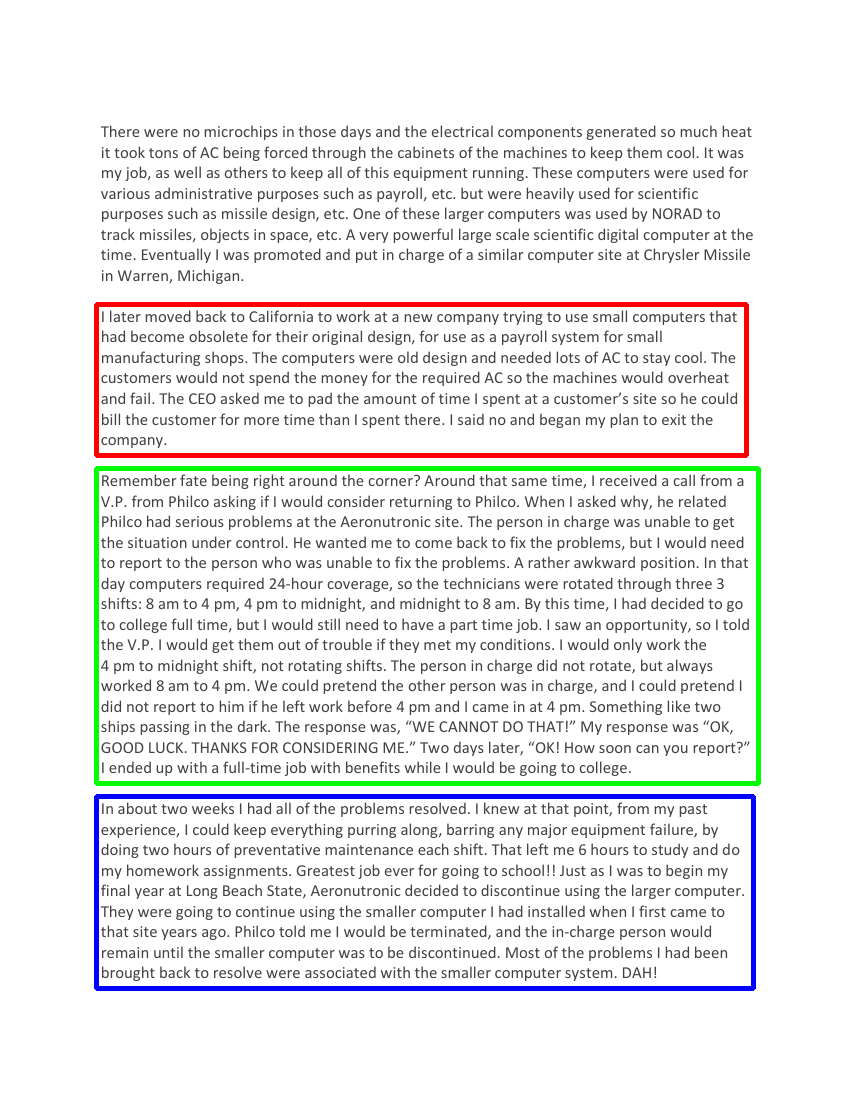 There were no microchips in those days and the electrical components generated so much heat
it took tons of AC being forced through the cabinets of the machines to keep them cool. It was
my job, as well as others to keep all of this equipment running. These computers were used for
various administrative purposes such as payroll, etc. but were heavily used for scientific
purposes such as missile design, etc. One of these larger computers was used by NORAD to
track missiles, objects in space, etc. A very powerful large scale scientific digital computer at the
time. Eventually I was promoted and put in charge of a similar computer site at Chrysler Missile
in Warren, Michigan.
I later moved back to California to work at a new company trying to use small computers that
had become obsolete for their original design, for use as a payroll system for small
manufacturing shops. The computers were old design and needed lots of AC to stay cool. The
customers would not spend the money for the required AC so the machines would overheat
and fail. The CEO asked me to pad the amount of time I spent at a customer’s site so he could
bill the customer for more time than I spent there. I said no and began my plan to exit the
company.
Remember fate being right around the corner? Around that same time, I received a call from a
V.P. from Philco asking if I would consider returning to Philco. When I asked why, he related
Philco had serious problems at the Aeronutronic site. The person in charge was unable to get
the situation under control. He wanted me to come back to fix the problems, but I would need
to report to the person who was unable to fix the problems. A rather awkward position. In that
day computers required 24-hour coverage, so the technicians were rotated through three 3
shifts: 8 am to 4 pm, 4 pm to midnight, and midnight to 8 am. By this time, I had decided to go
to college full time, but I would still need to have a part time job. I saw an opportunity, so I told
the V.P. I would get them out of trouble if they met my conditions. I would only work the
4 pm to midnight shift, not rotating shifts. The person in charge did not rotate, but always
worked 8 am to 4 pm. We could pretend the other person was in charge, and I could pretend I
did not report to him if he left work before 4 pm and I came in at 4 pm. Something like two
ships passing in the dark. The response was, “WE CANNOT DO THAT!” My response was “OK,
GOOD LUCK. THANKS FOR CONSIDERING ME.” Two days later, “OK! How soon can you report?”
I ended up with a full-time job with benefits while I would be going to college.
In about two weeks I had all of the problems resolved. I knew at that point, from my past
experience, I could keep everything purring along, barring any major equipment failure, by
doing two hours of preventative maintenance each shift. That left me 6 hours to study and do
my homework assignments. Greatest job ever for going to school!! Just as I was to begin my
final year at Long Beach State, Aeronutronic decided to discontinue using the larger computer.
They were going to continue using the smaller computer I had installed when I first came to
that site years ago. Philco told me I would be terminated, and the in-charge person would
remain until the smaller computer was to be discontinued. Most of the problems I had been
brought back to resolve were associated with the smaller computer system. DAH!